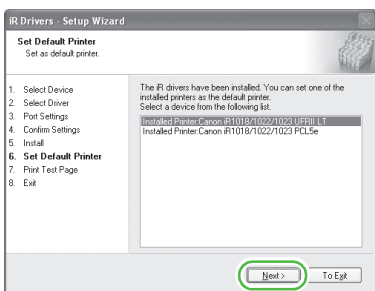 iR Drivers - Setup Wizard
Set Default Printer
Set as default printer.
1. Select Device
2. Select Driver
3. Port Settings
4. Confirm Settings
5. Install
6. Set Default Printer
7. Print Test Page
8. Exit
The iR drivers have been installed. You can set one of the
installed printers as the default printer.
Select a device from the following list.
Installed Printer:Canon iR1018/1022/1023 UFRII LT
Installed Printer:Canon iR1018/1022/1023 PCL5e
Next >
To Exit